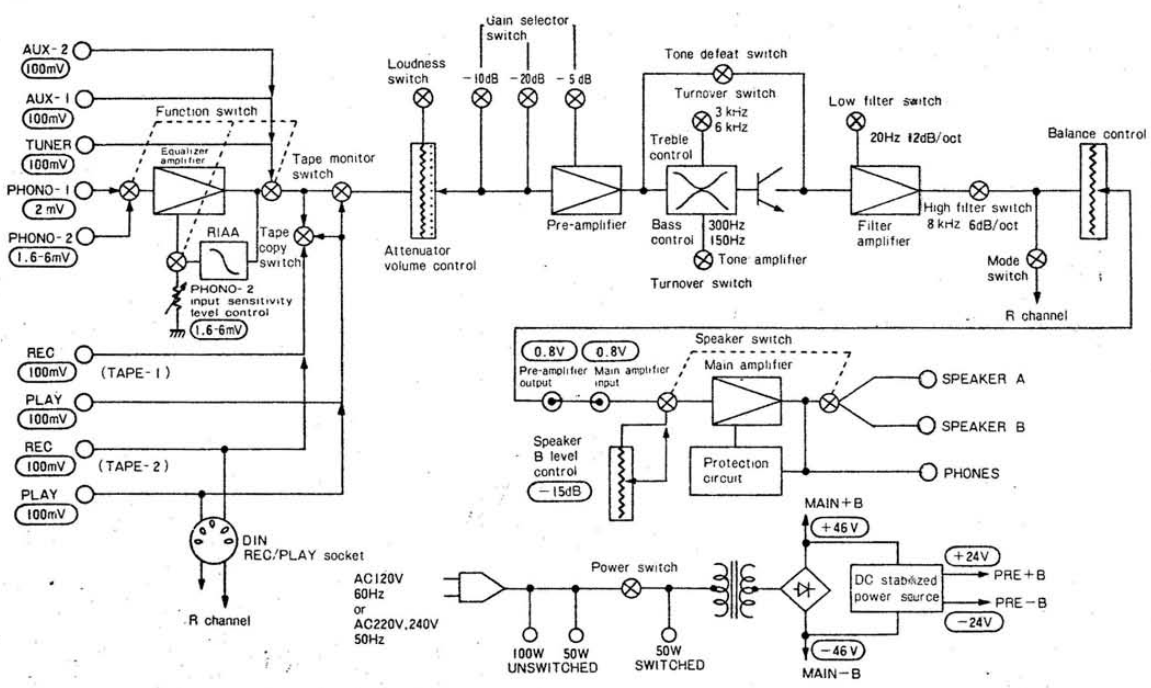 AUX-2
100mV
AUX-1
100mV
TUNER
100mV
PHONO-1
2 mV
PHONO-2
1.6-6mV
Function switch
Equalizer
amplifier
RIAA
PHONO-2
input sensitivity
level control
1.6-6mV
Tape monitor
switch
Tape
copy
switch
REC
100mV
(TAPE-1)
PLAY
100mV
REC
100mV
(TAPE-2)
PLAY
100mV
DIN
REC/PLAY socket
R channel
Loudness
switch
Attenuator
volume control
Gain selector
switch
-10dB
-20dB
-5dB
Pre-amplifier
Tone defeat switch
Turnover switch
3 kHz
6 kHz
Treble
control
Bass
control
300Hz
150Hz
Tone amplifier
Turnover switch
Low filter switch
20Hz 12dB/oct
Filter
amplifier
High filter switch
8 kHz 6dB/oct
Balance control
Mode
switch
R channel
0.8V
0.8V
Pre-amplifier
output
Main amplifier
input
Speaker switch
Main amplifier
Speaker
B level
control
-15dB
Protection
circuit
SPEAKER A
SPEAKER B
PHONES
AC120V
60Hz
or
AC220V,240V
50Hz
Power switch
100W
50W
UNSWITCHED
50W
SWITCHED
MAIN+B
+46V
DC stabilized
power source
+24V
PRE+B
PRE-B
-24V
-46V
MAIN-B